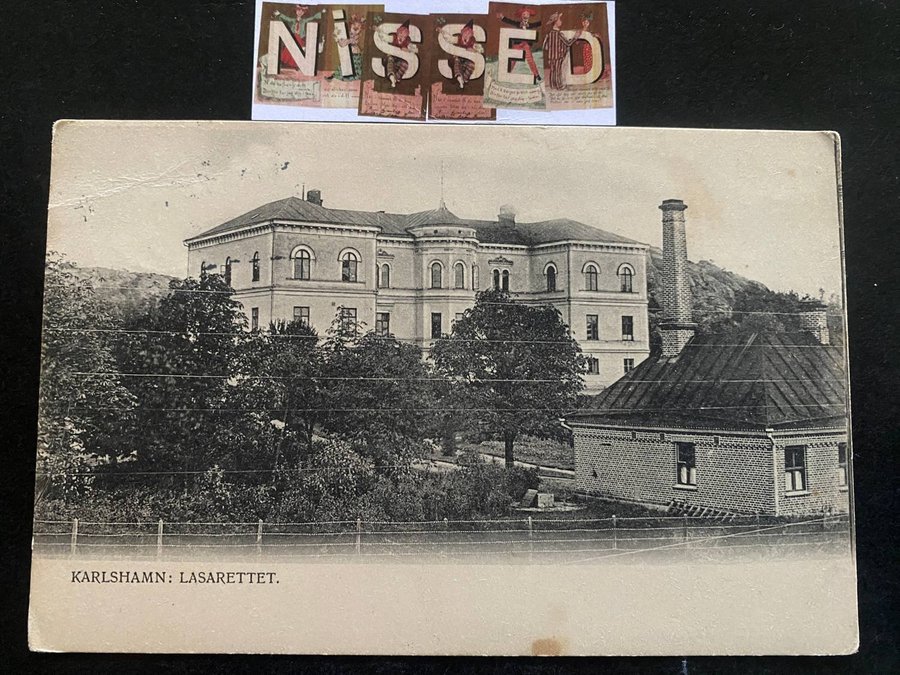 NiSSED
KARLSHAMN: LASARETTET.